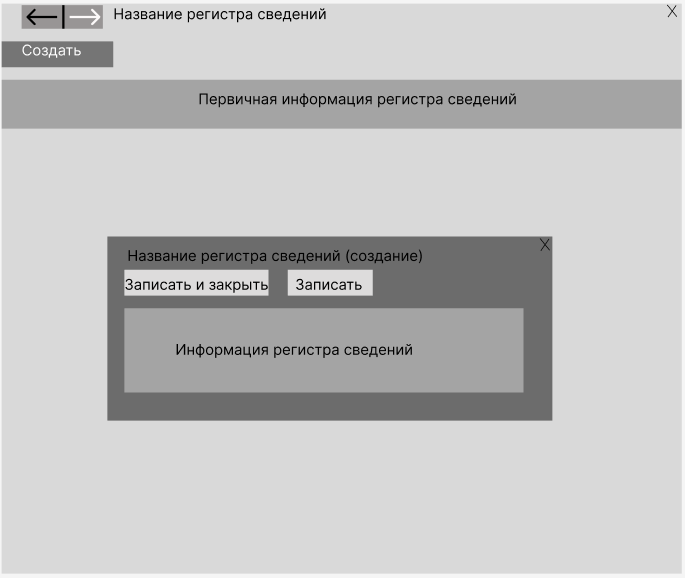 Название регистра сведений
X
Создать
Первичная информация регистра сведений
X
Название регистра сведений (создание)
Записать и закрыть
Записать
Информация регистра сведений